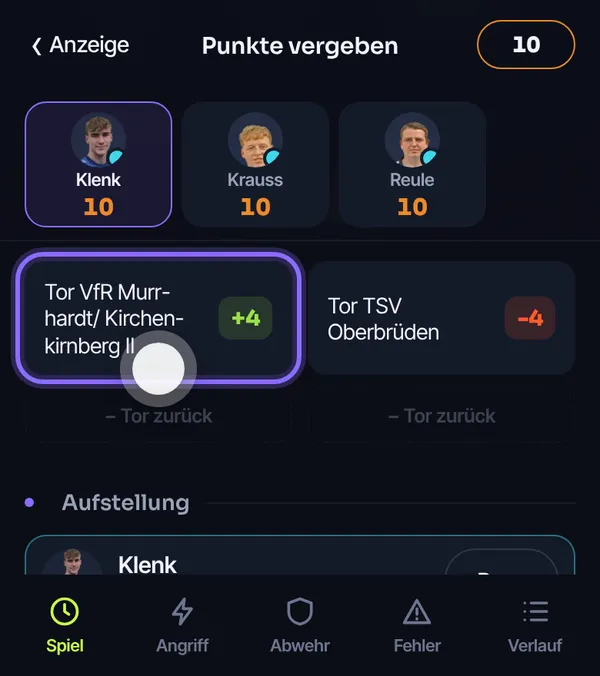 Anzeige
Punkte vergeben
10
Klenk
10
Krauss
10
Reule
10
Tor VfR Murr-
hardt/ Kirchen-
kirnberg II
+4
Tor TSV
Oberbrüden
-4
– Tor zurück
– Tor zurück
Aufstellung
Klenk
Spiel
Angriff
Abwehr
Fehler
Verlauf